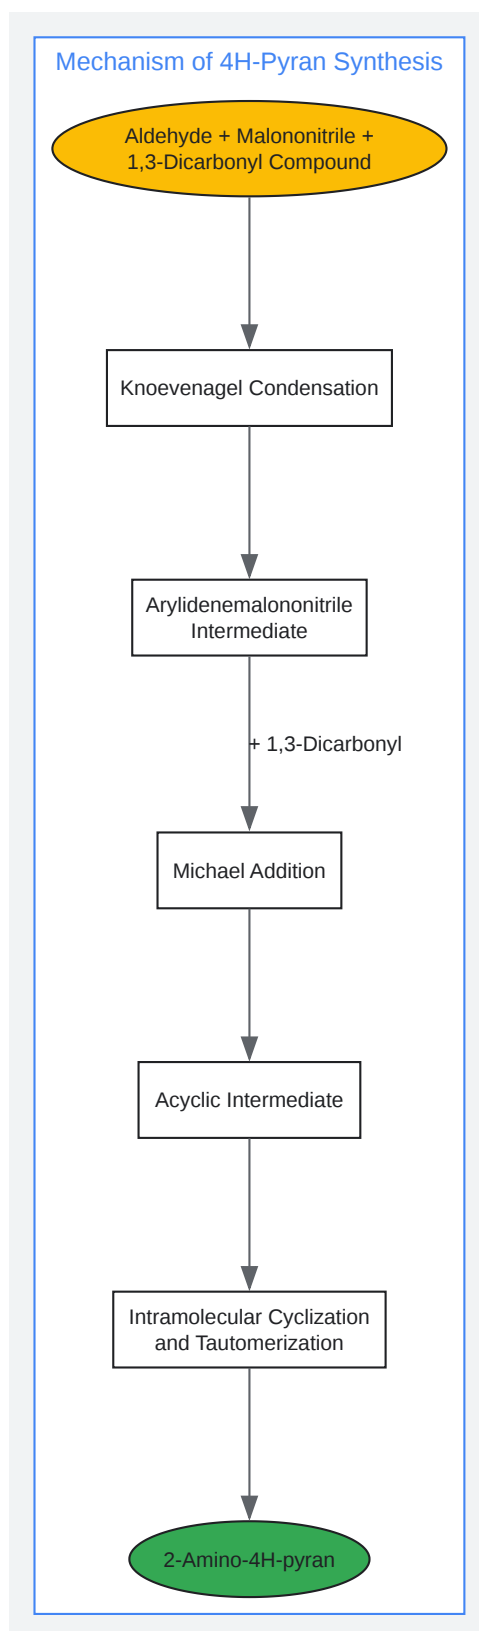 Mechanism of 4H-Pyran Synthesis
Aldehyde + Malononitrile +
1,3-Dicarbonyl Compound
Knoevenagel Condensation
Arylidenemalononitrile
Intermediate
+ 1,3-Dicarbonyl
Michael Addition
Acyclic Intermediate
Intramolecular Cyclization
and Tautomerization
2-Amino-4H-pyran